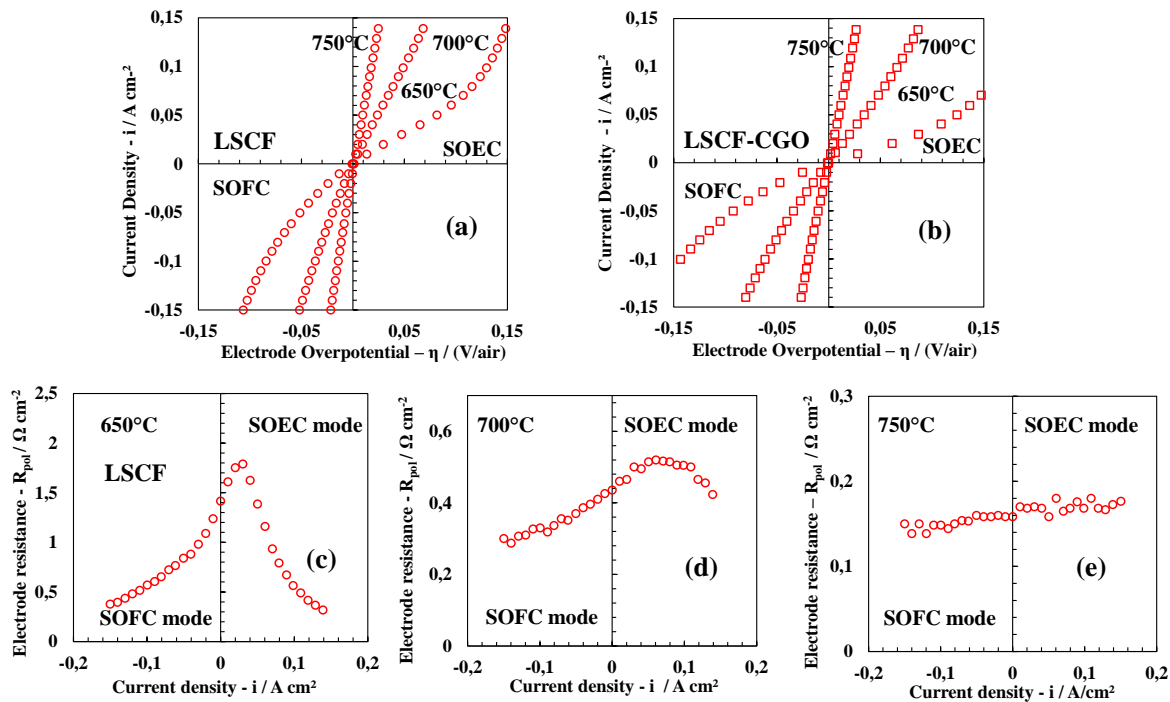 0,15
0,1
0,05
0
-0,05
-0,1
-0,15
-0,15
-0,05
0,05
0,15
Current Density - i / A cm-²
Electrode Overpotential – η / (V/air)
750°C
700°C
650°C
LSCF
SOEC
SOFC
(a)
0,15
0,1
0,05
0
-0,05
-0,1
-0,15
-0,15
-0,05
0,05
0,15
Current Density - i / A cm-²
Electrode Overpotential – η / (V/air)
750°C
700°C
650°C
LSCF-CGO
SOEC
SOFC
(b)
2,5
2
1,5
1
0,5
0
-0,2
-0,1
0
0,1
0,2
Electrode resistance - Rpol / Ω cm-²
Current density - i / A cm²
650°C
SOEC mode
LSCF
(c)
SOFC mode
0,6
0,4
0,2
0
-0,2
-0,1
0
0,1
0,2
Electrode resistance - Rpol / Ω cm-²
Current density - i / A cm²
700°C
SOEC mode
(d)
SOFC mode
0,3
0,2
0,1
0
-0,2
-0,1
0
0,1
0,2
Electrode resistance – Rpol / Ω cm-²
Current density - i / A/cm²
750°C
SOEC mode
(e)
SOFC mode